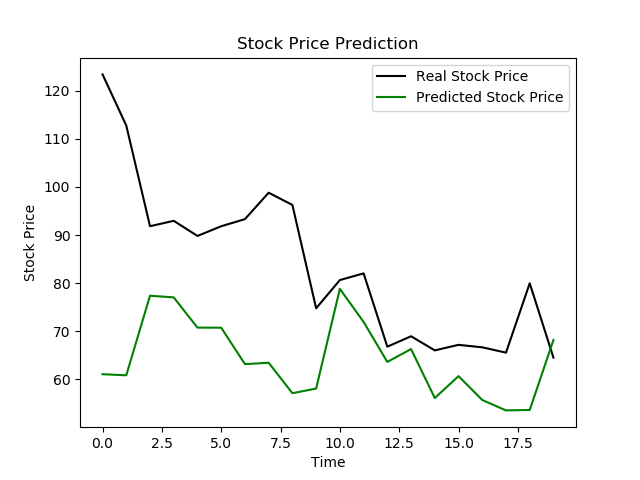 Stock Price Prediction
Real Stock Price
Predicted Stock Price
Stock Price
120
110
100
90
80
70
60
0.0 2.5 5.0 7.5 10.0 12.5 15.0 17.5
Time